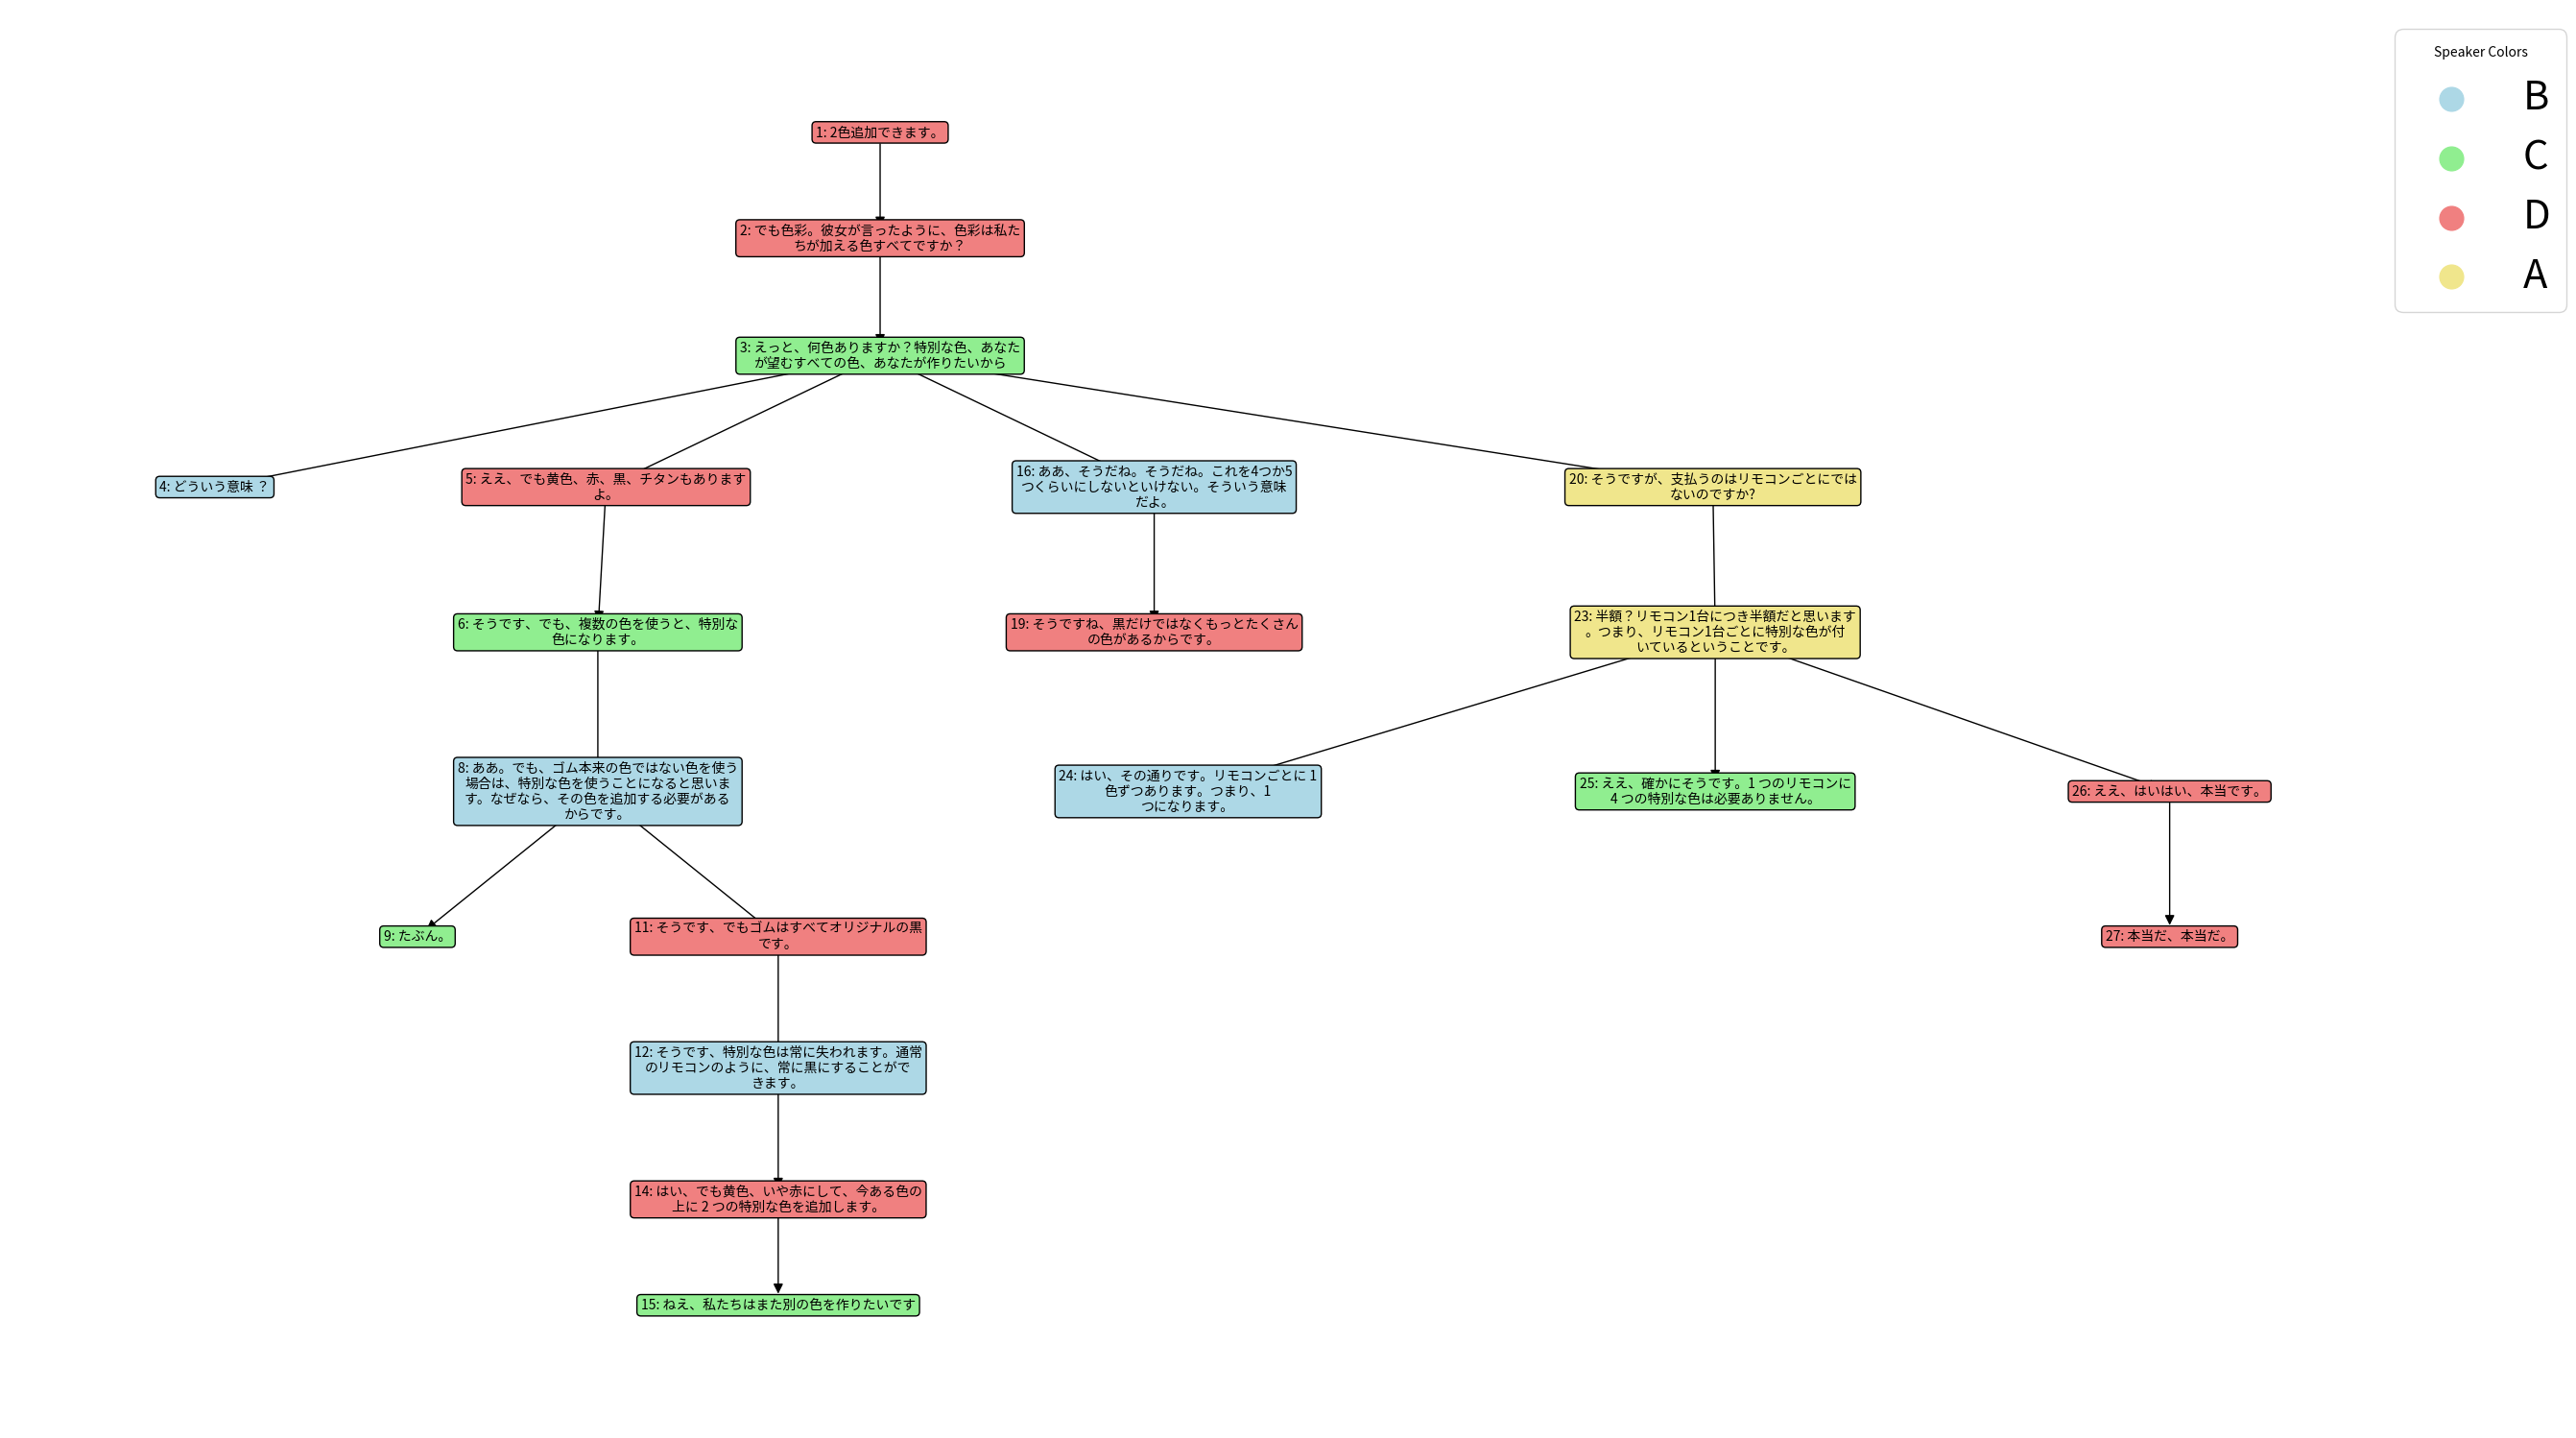 Speaker Colors
B
C
D
A
1: 2色追加できます。
2: でも色彩。彼女が言ったように、色彩は私た
ちが加える色すべてですか？
3: えっと、何色ありますか？特別な色、あなた
が望むすべての色、あなたが作りたいから
4: どういう意味 ？
5: ええ、でも黄色、赤、黒、チタンもあります
よ。
16: ああ、そうだね。そうだね。これを4つか5
つくらいにしないといけない。そういう意味
だよ。
20: そうですが、支払うのはリモコンごとにでは
ないのですか?
6: そうです、でも、複数の色を使うと、特別な
色になります。
19: そうですね、黒だけではなくもっとたくさん
の色があるからです。
23: 半額？リモコン1台につき半額だと思います
。つまり、リモコン1台ごとに特別な色が付
いているということです。
8: ああ。でも、ゴム本来の色ではない色を使う
場合は、特別な色を使うことになると思いま
す。なぜなら、その色を追加する必要がある
からです。
24: はい、その通りです。リモコンごとに 1
色ずつあります。つまり、1
つになります。
25: ええ、確かにそうです。1 つのリモコンに
4 つの特別な色は必要ありません。
26: ええ、はいはい、本当です。
9: たぶん。
11: そうです、でもゴムはすべてオリジナルの黒
です。
27: 本当だ、本当だ。
12: そうです、特別な色は常に失われます。通常
のリモコンのように、常に黒にすることがで
きます。
14: はい、でも黄色、いや赤にして、今ある色の
上に 2 つの特別な色を追加します。
15: ねえ、私たちはまた別の色を作りたいです